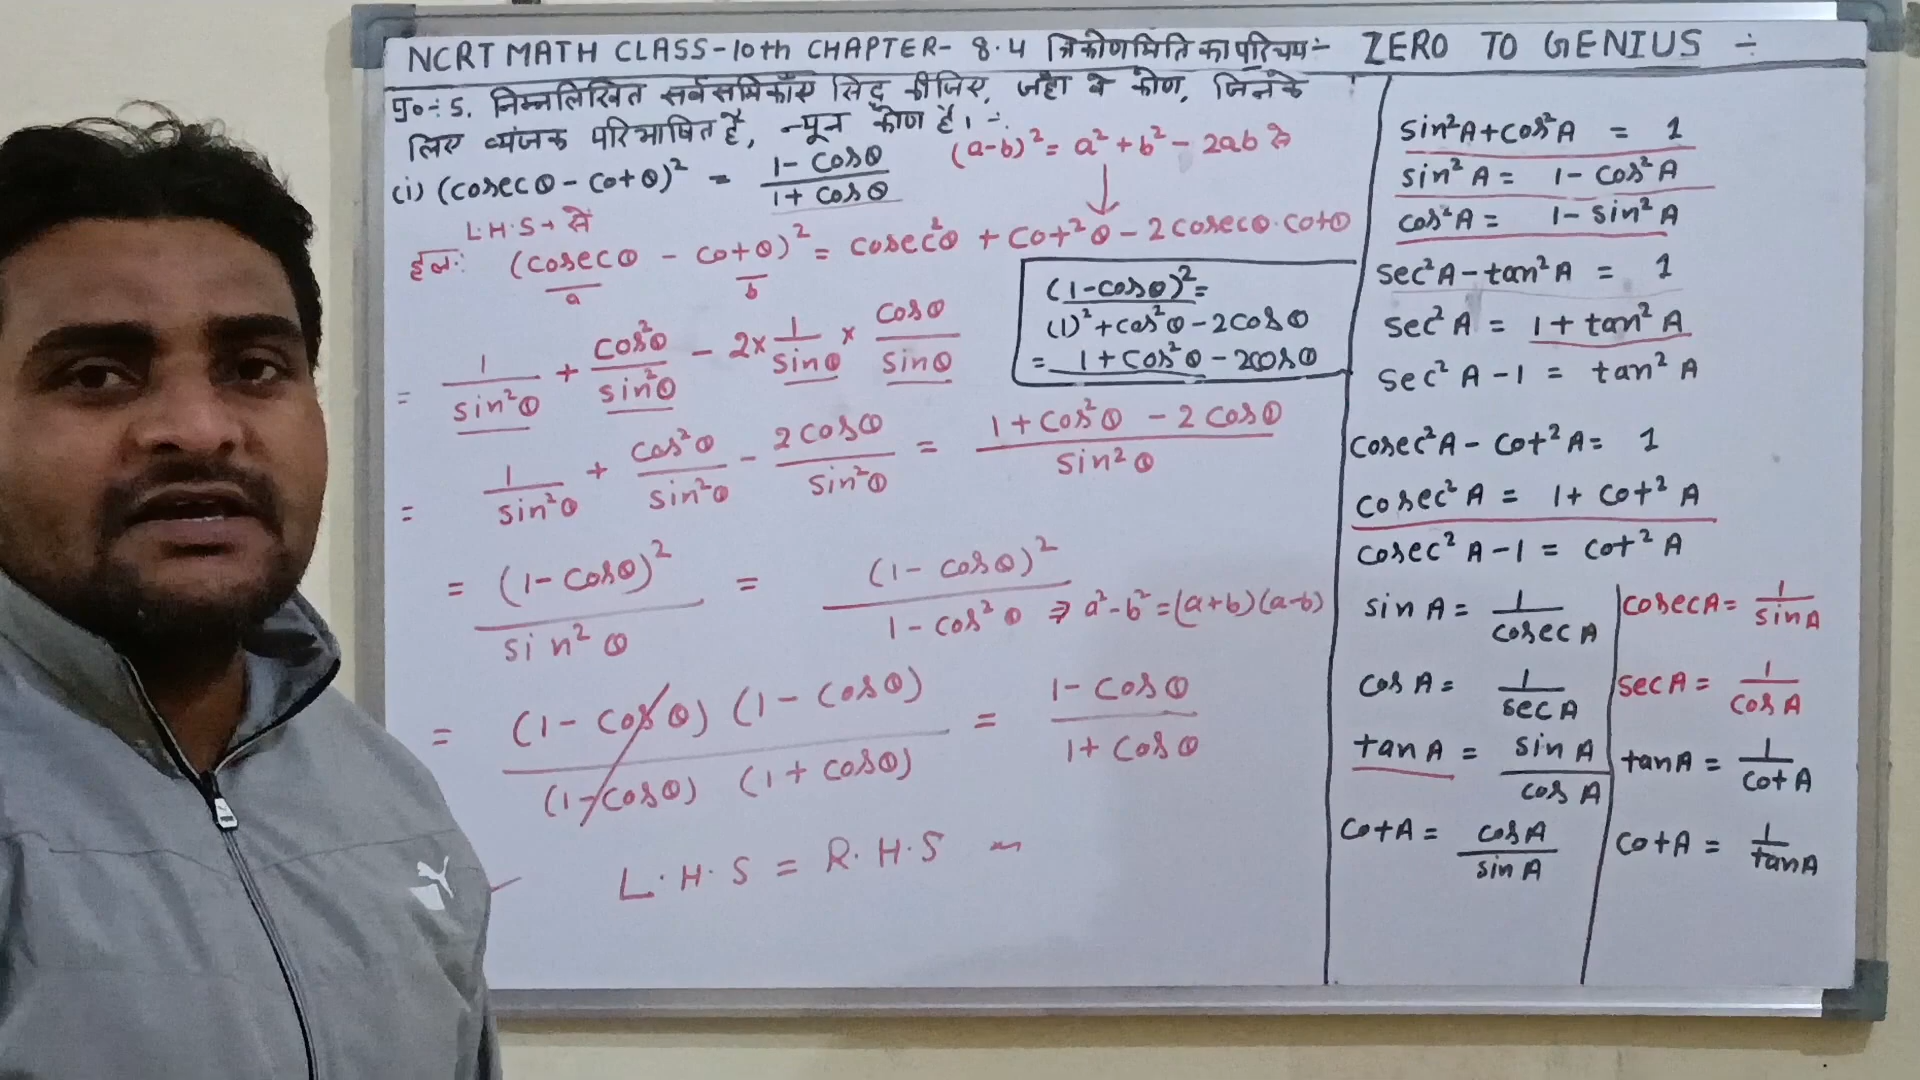 NCRT MATH CLASS-10th CHAPTER- 8.4 त्रिकोणमिति का परिचय÷ ZERO TO GENIUS ÷
प्र०-: 5. निम्नलिखित सर्वसमिकाएँ सिद्ध कीजिए, जहाँ वे कोण, जिनके
लिए व्यंजक परिभाषित है, न्यून कोण है। -:
(i) (cosecθ - cotθ)² = (1 - cosθ)/(1 + cosθ)
(a-b)² = a² + b² - 2ab से
L.H.S → से
हल:- (cosecθ - cotθ)² = cosec²θ + cot²θ - 2cosecθ.cotθ
a b
= 1/sin²θ + cos²θ/sin²θ - 2 × 1/sinθ × cosθ/sinθ
(1-cosθ)² =
(1)² + cos²θ - 2cosθ
= 1 + cos²θ - 2cosθ
= 1/sin²θ + cos²θ/sin²θ - 2cosθ/sin²θ = (1 + cos²θ - 2cosθ)/sin²θ
= (1 - cosθ)²/sin²θ = (1 - cosθ)²/(1 - cos²θ) ⇒ a²-b² = (a+b)(a-b)
= (1 - cosθ)(1 - cosθ)/(1 - cosθ)(1 + cosθ) = (1 - cosθ)/(1 + cosθ)
L.H.S = R.H.S
sin²A + cos²A = 1
sin²A = 1 - cos²A
cos²A = 1 - sin²A
sec²A - tan²A = 1
sec²A = 1 + tan²A
sec²A - 1 = tan²A
cosec²A - cot²A = 1
cosec²A = 1 + cot²A
cosec²A - 1 = cot²A
sinA = 1/cosecA
cosecA = 1/sinA
cosA = 1/secA
secA = 1/cosA
tanA = sinA/cosA
tanA = 1/cotA
cotA = cosA/sinA
cotA = 1/tanA